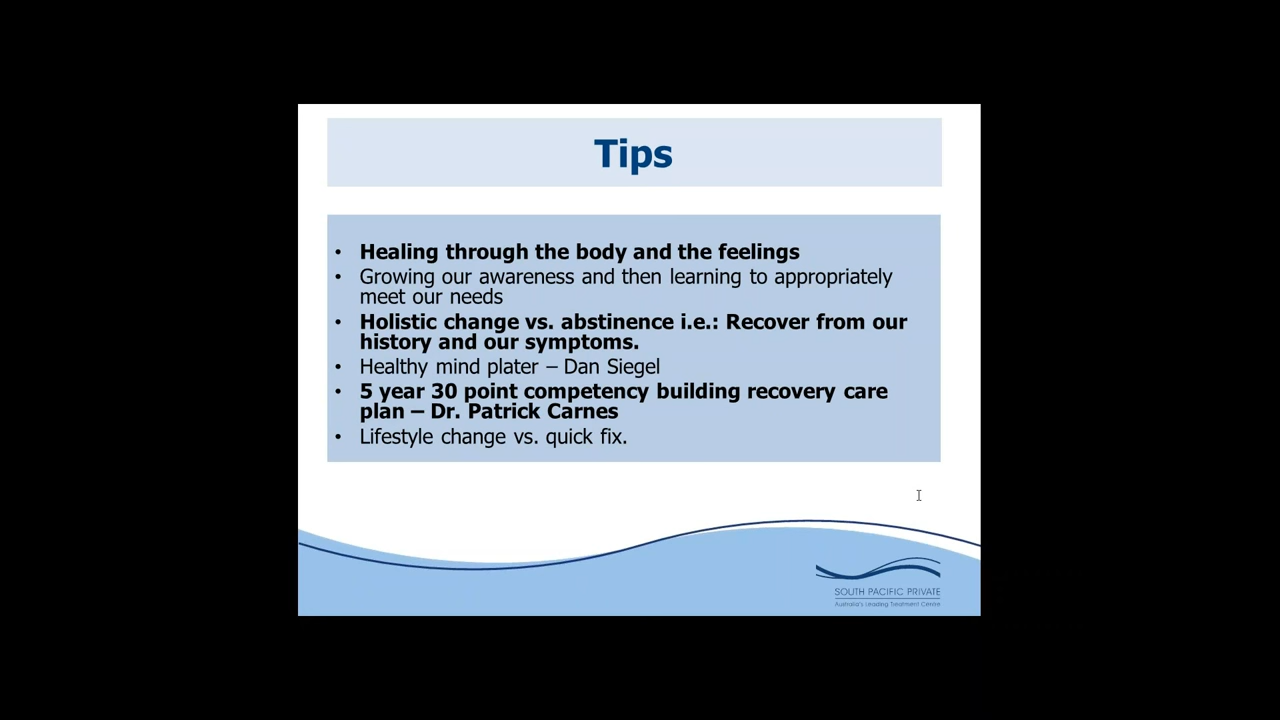 Tips
• Healing through the body and the feelings
• Growing our awareness and then learning to appropriately
meet our needs
• Holistic change vs. abstinence i.e.: Recover from our
history and our symptoms.
• Healthy mind plater – Dan Siegel
• 5 year 30 point competency building recovery care
plan – Dr. Patrick Carnes
• Lifestyle change vs. quick fix.
SOUTH PACIFIC PRIVATE
Australia's Leading Treatment Centre